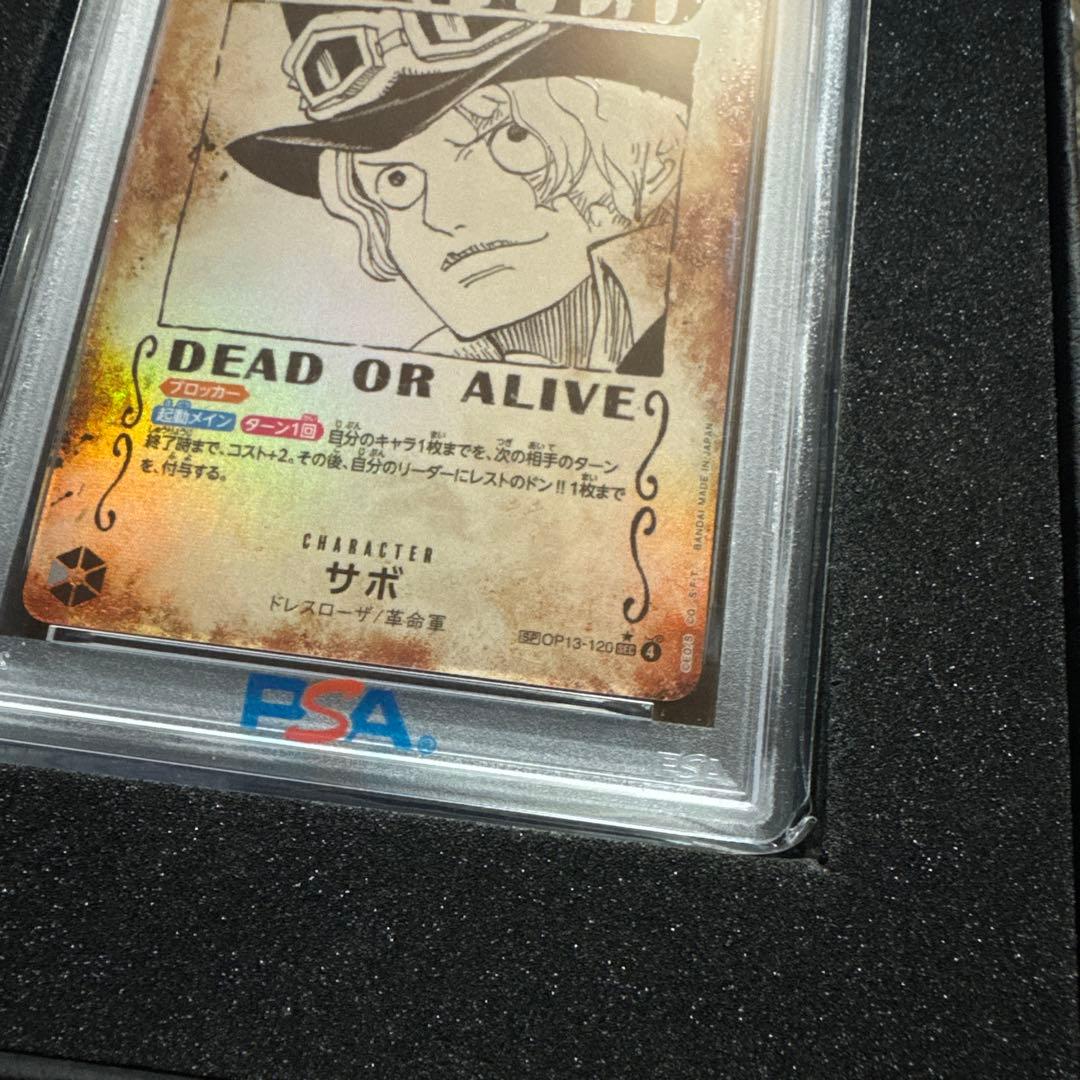 DEAD OR ALIVE
ブロッカー
起動メイン ターン1回 自分のキャラ1枚までを、次の相手のターン
終了時まで、コスト+2。その後、自分のリーダーにレストのドン!!1枚まで
を、付与する。
CHARACTER
サボ
ドレスローザ/革命軍
SP OP13-120 SEC 4
BANDAI MADE IN JAPAN
PSA
PSA